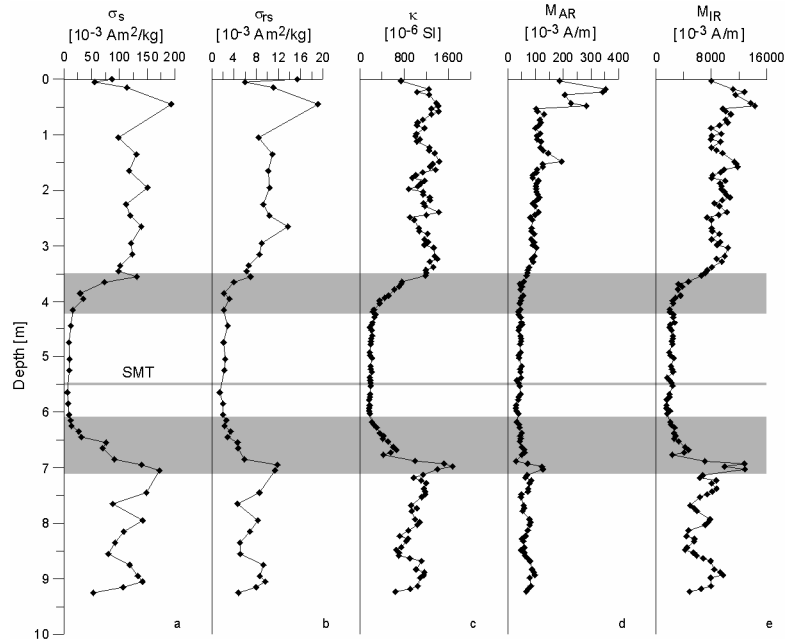 σs σrs κ MAR MIR
[10-3 Am2/kg] [10-3 Am2/kg] [10-6 SI] [10-3 A/m] [10-3 A/m]
0 50 100 150 200 0 4 8 12 16 20 0 800 1600 0 100 200 300 400 0 8000 16000
0
1
2
3
4
5
6
7
8
9
10
Depth [m]
SMT
a b c d e